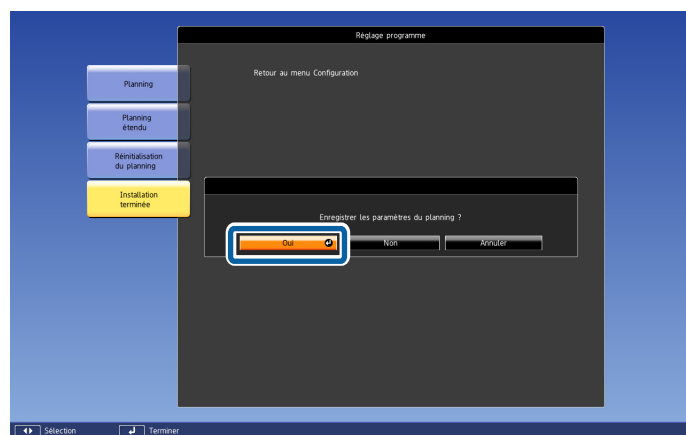 Réglage programme
Retour au menu Configuration
Planning
Planning
étendu
Réinitialisation
du planning
Installation
terminée
Enregistrer les paramètres du planning ?
Oui
Non
Annuler
Sélection
Terminer